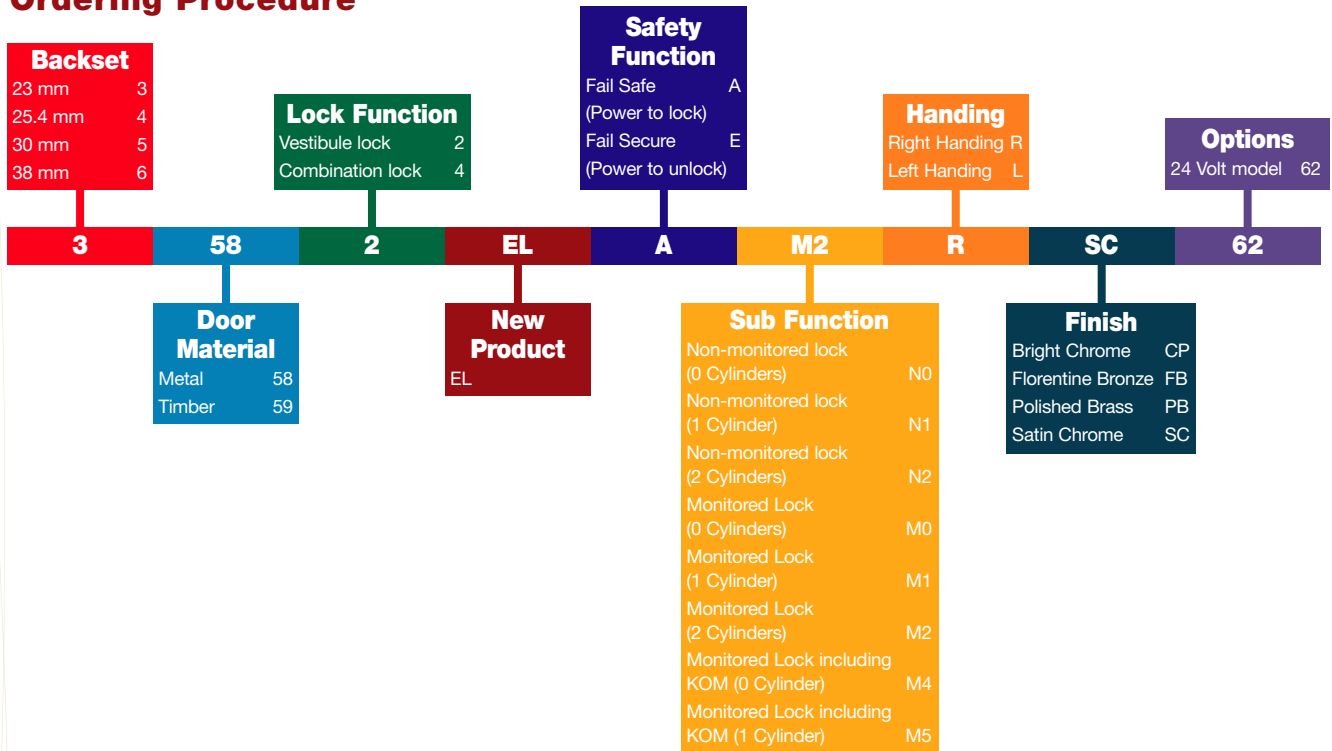 Ordering Procedure
Backset
23 mm 3
25.4 mm 4
30 mm 5
38 mm 6
Lock Function
Vestibule lock 2
Combination lock 4
Safety
Function
Fail Safe A
(Power to lock)
Fail Secure E
(Power to unlock)
Handing
Right Handing R
Left Handing L
Options
24 Volt model 62
3 58 2 EL A M2 R SC 62
Door
Material
Metal 58
Timber 59
New
Product
EL
Sub Function
Non-monitored lock
(0 Cylinders) N0
Non-monitored lock
(1 Cylinder) N1
Non-monitored lock
(2 Cylinders) N2
Monitored Lock
(0 Cylinders) M0
Monitored Lock
(1 Cylinder) M1
Monitored Lock
(2 Cylinders) M2
Monitored Lock including
KOM (0 Cylinder) M4
Monitored Lock including
KOM (1 Cylinder) M5
Finish
Bright Chrome CP
Florentine Bronze FB
Polished Brass PB
Satin Chrome SC